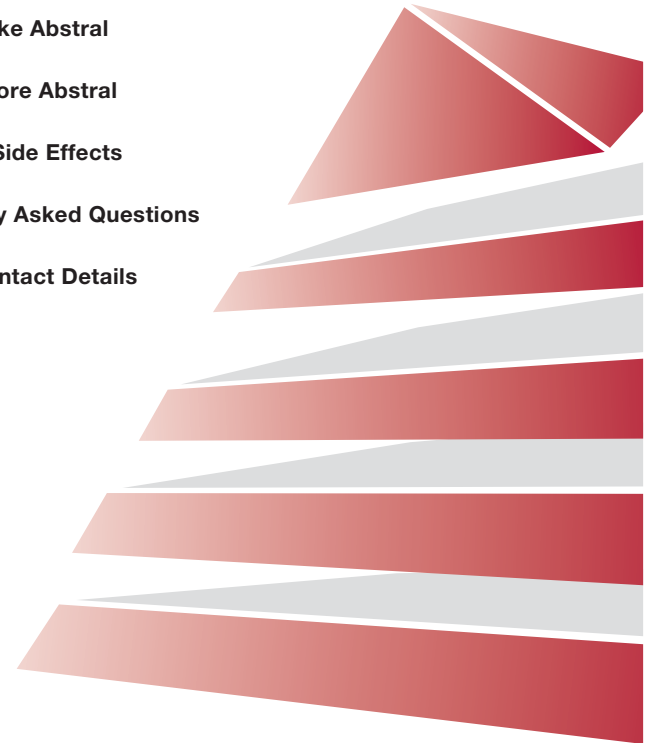 ke Abstral
ore Abstral
Side Effects
y Asked Questions
ntact Details